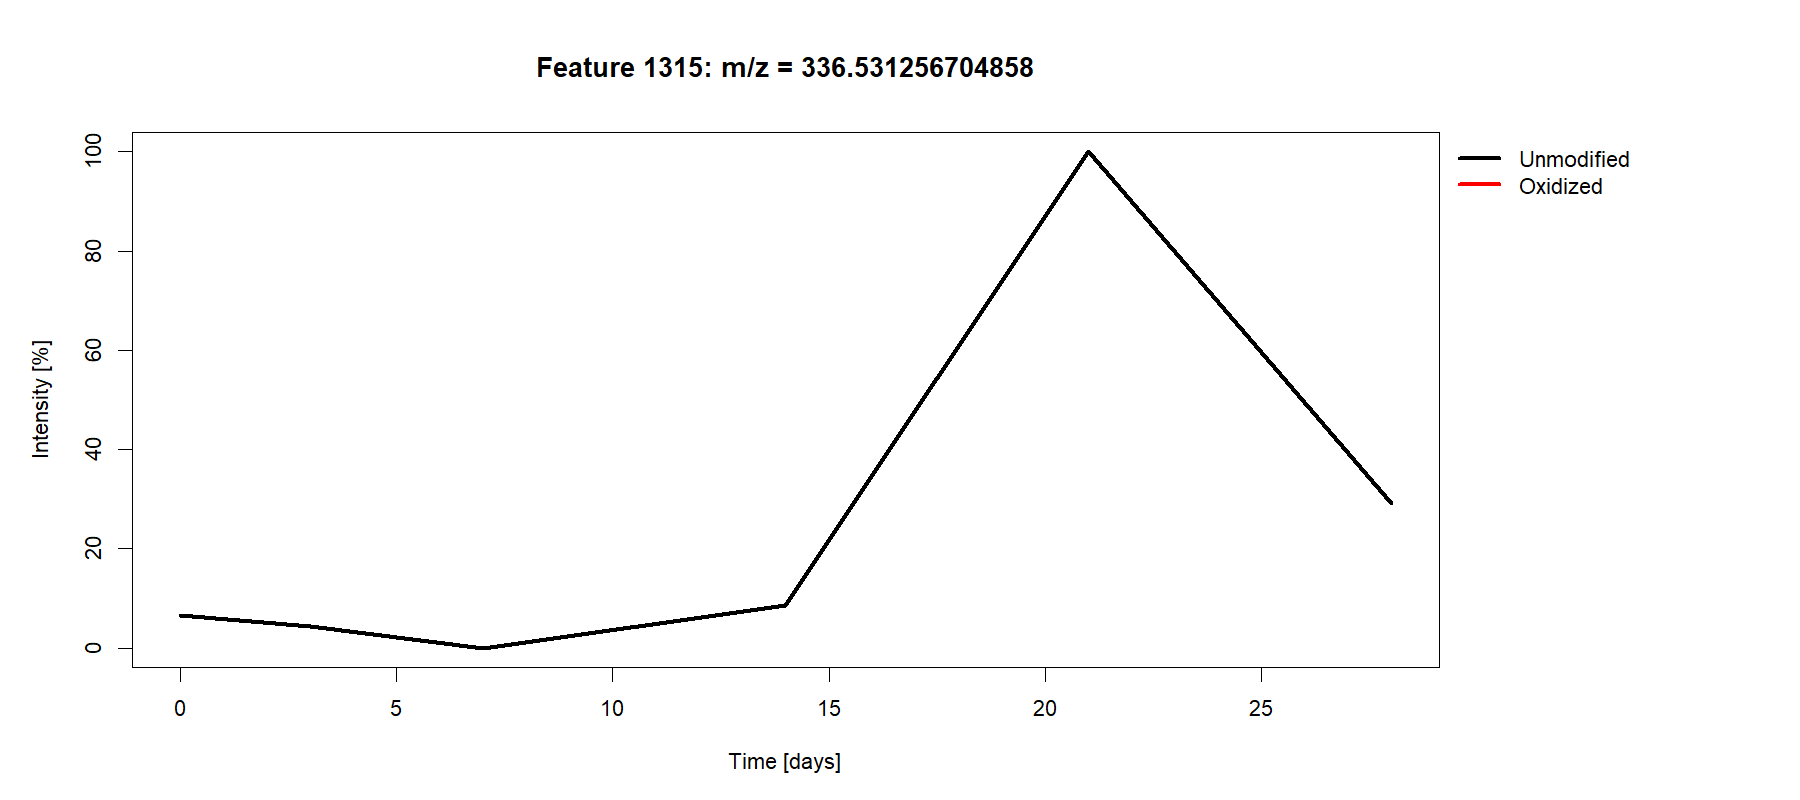 Feature 1315: m/z = 336.531256704858
Unmodified
Oxidized
Intensity [%]
100
80
60
40
20
0
0 5 10 15 20 25
Time [days]